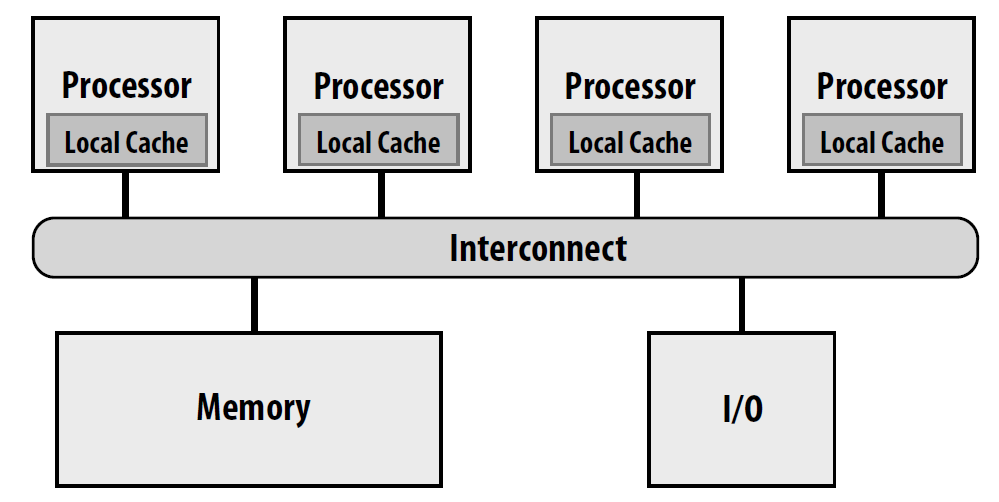 Processor
Local Cache
Processor
Local Cache
Processor
Local Cache
Processor
Local Cache
Interconnect
Memory
I/O